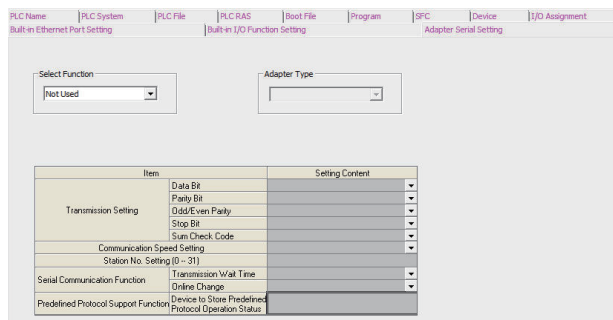 PLC Name PLC System PLC File PLC RAS Boot File Program SFC Device I/O Assignment
Built-in Ethernet Port Setting Built-in I/O Function Setting Adapter Serial Setting
Select Function Adapter Type
Not Used
Item Setting Content
Transmission Setting Data Bit
Parity Bit
Odd/Even Parity
Stop Bit
Sum Check Code
Communication Speed Setting
Station No. Setting (0 -- 31)
Serial Communication Function Transmission Wait Time
Online Change
Predefined Protocol Support Function Device to Store Predefined
Protocol Operation Status